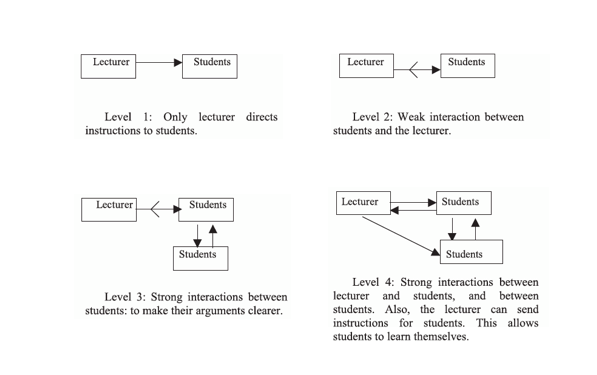 Lecturer
Students
Level 1: Only lecturer directs
instructions to students.
Lecturer
Students
Level 2: Weak interaction between
students and the lecturer.
Lecturer
Students
Students
Level 3: Strong interactions between
students: to make their arguments clearer.
Lecturer
Students
Students
Level 4: Strong interactions between
lecturer and students, and between
students. Also, the lecturer can send
instructions for students. This allows
students to learn themselves.